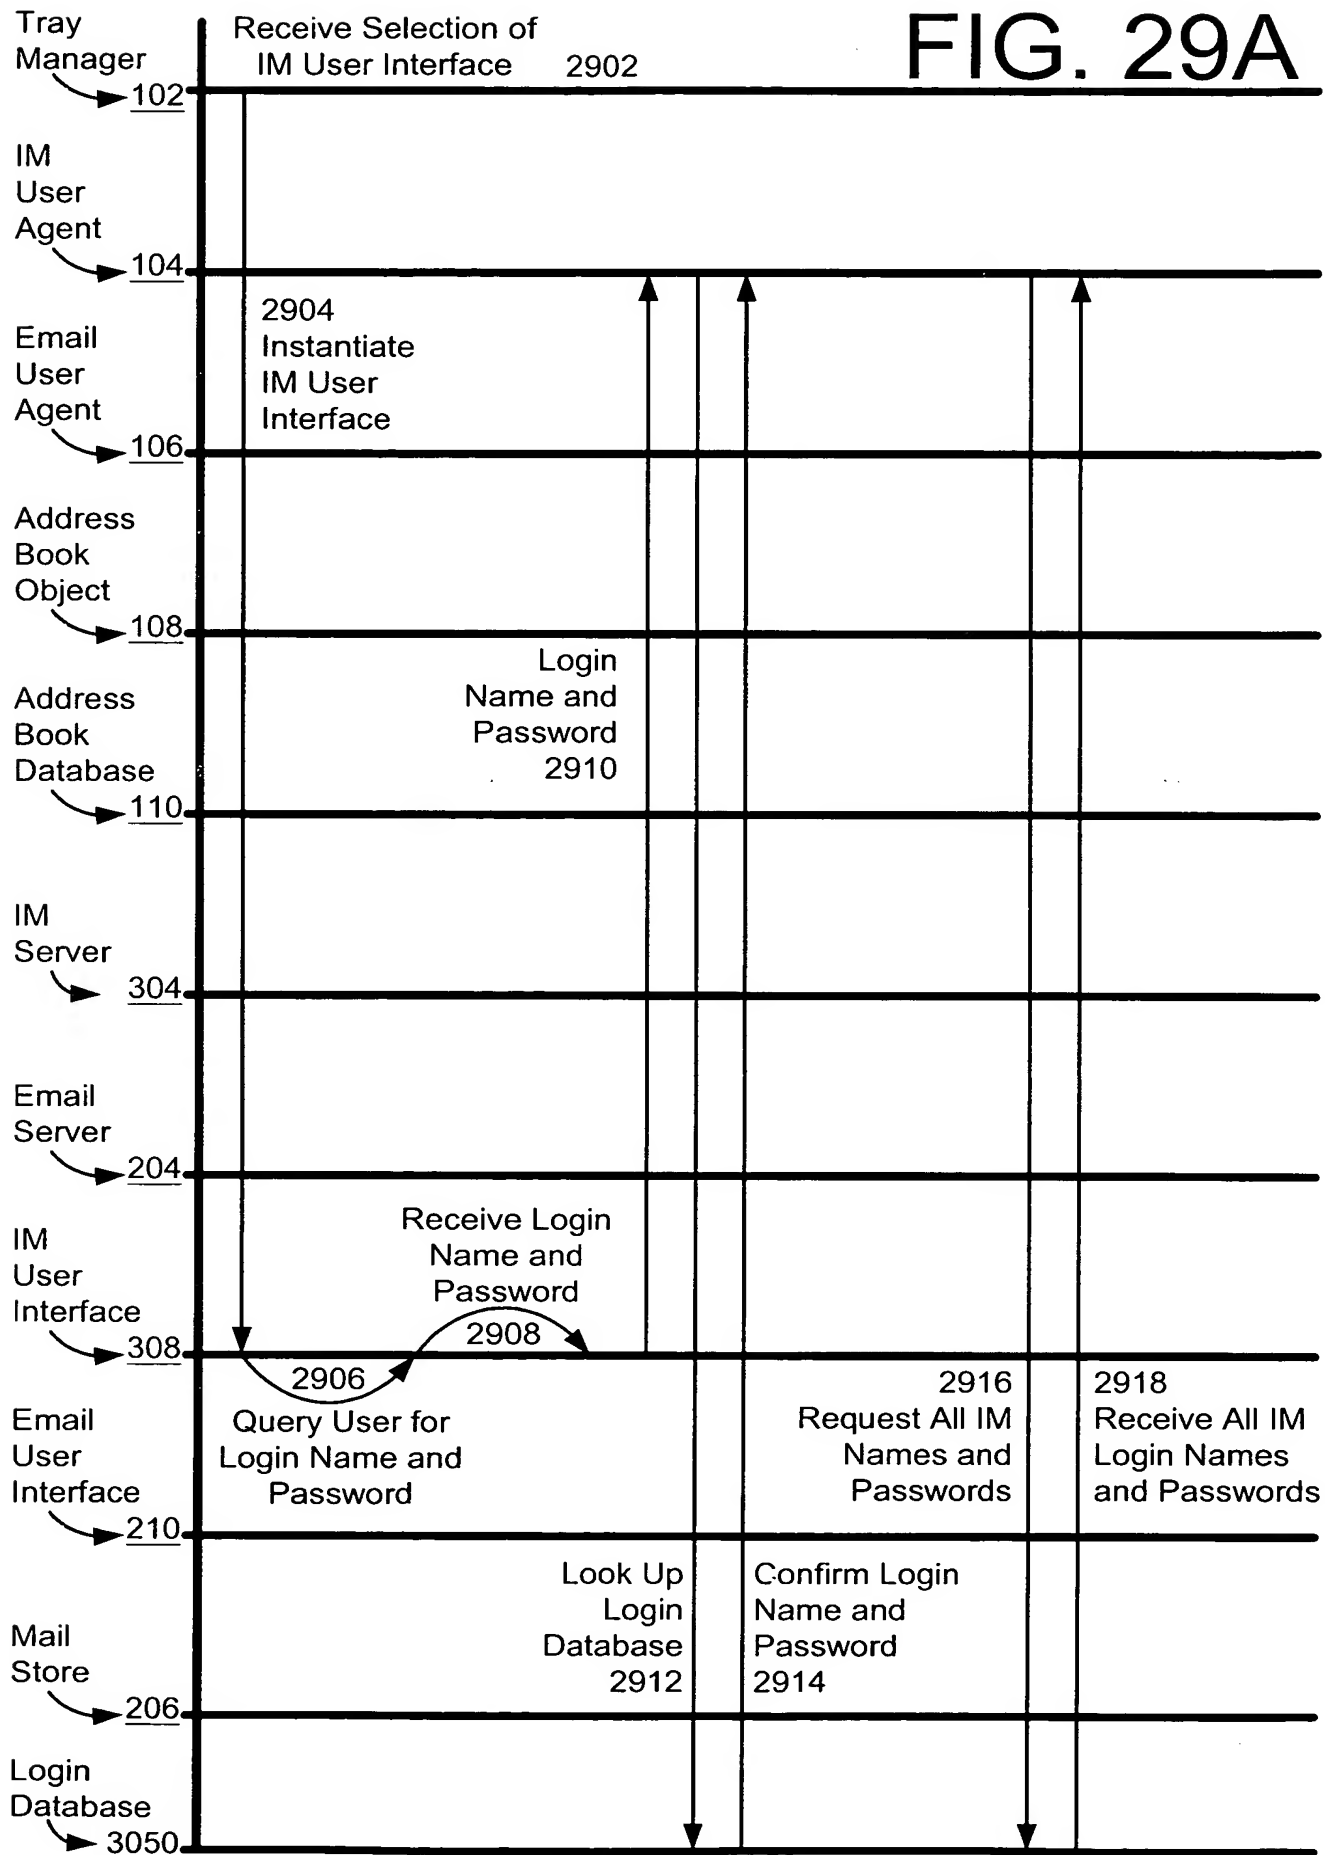 FIG. 29A
Tray
Manager
102
Receive Selection of
IM User Interface 2902
IM
User
Agent
104
2904
Instantiate
IM User
Interface
Email
User
Agent
106
Address
Book
Object
108
Login
Name and
Password
2910
Address
Book
Database
110
IM
Server
304
Email
Server
204
Receive Login
Name and
Password
2908
IM
User
Interface
308
2906
Query User for
Login Name and
Password
2916
Request All IM
Names and
Passwords
2918
Receive All IM
Login Names
and Passwords
Email
User
Interface
210
Look Up
Login
Database
2912
Confirm Login
Name and
Password
2914
Mail
Store
206
Login
Database
3050